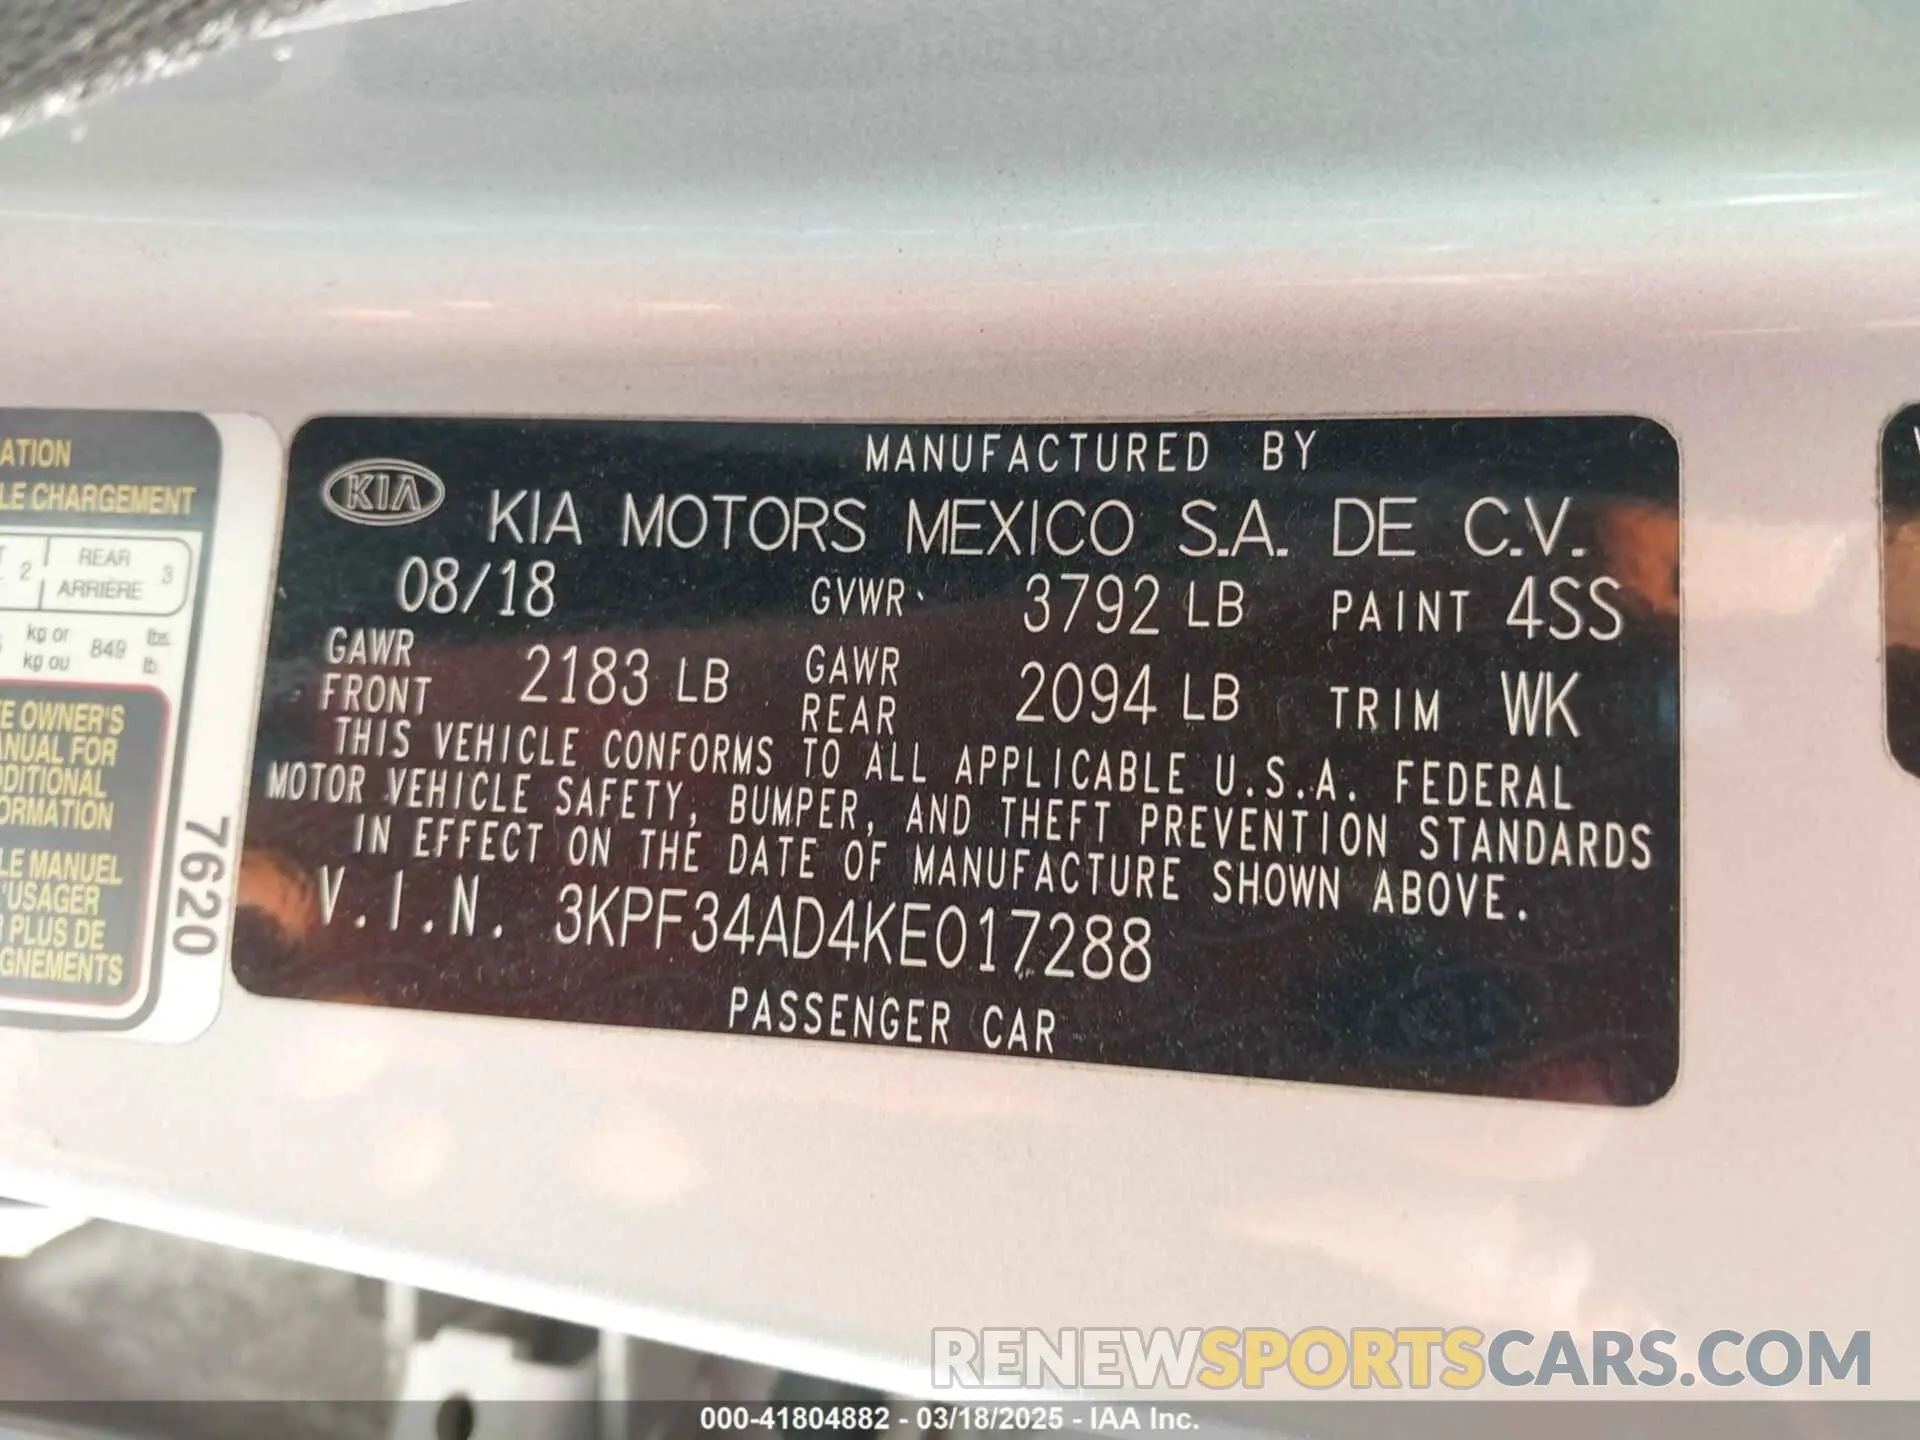 ATION
LE CHARGEMENT
2 REAR
ARRIÈRE 3
kg or 849 lbs.
kg ou lb.
E OWNER'S
ANUAL FOR
DDITIONAL
ORMATION
LE MANUEL
'USAGER
PLUS DE
GNEMENTS
7620
MANUFACTURED BY
KIA KIA MOTORS MEXICO S.A. DE C.V.
08/18 GVWR 3792 LB PAINT 4SS
GAWR FRONT 2183 LB GAWR REAR 2094 LB TRIM WK
THIS VEHICLE CONFORMS TO ALL APPLICABLE U.S.A. FEDERAL
MOTOR VEHICLE SAFETY, BUMPER, AND THEFT PREVENTION STANDARDS
IN EFFECT ON THE DATE OF MANUFACTURE SHOWN ABOVE.
V.I.N. 3KPF34AD4KE017288
PASSENGER CAR
RENEWSPORTSCARS.COM
000-41804882 - 03/18/2025 - IAA Inc.